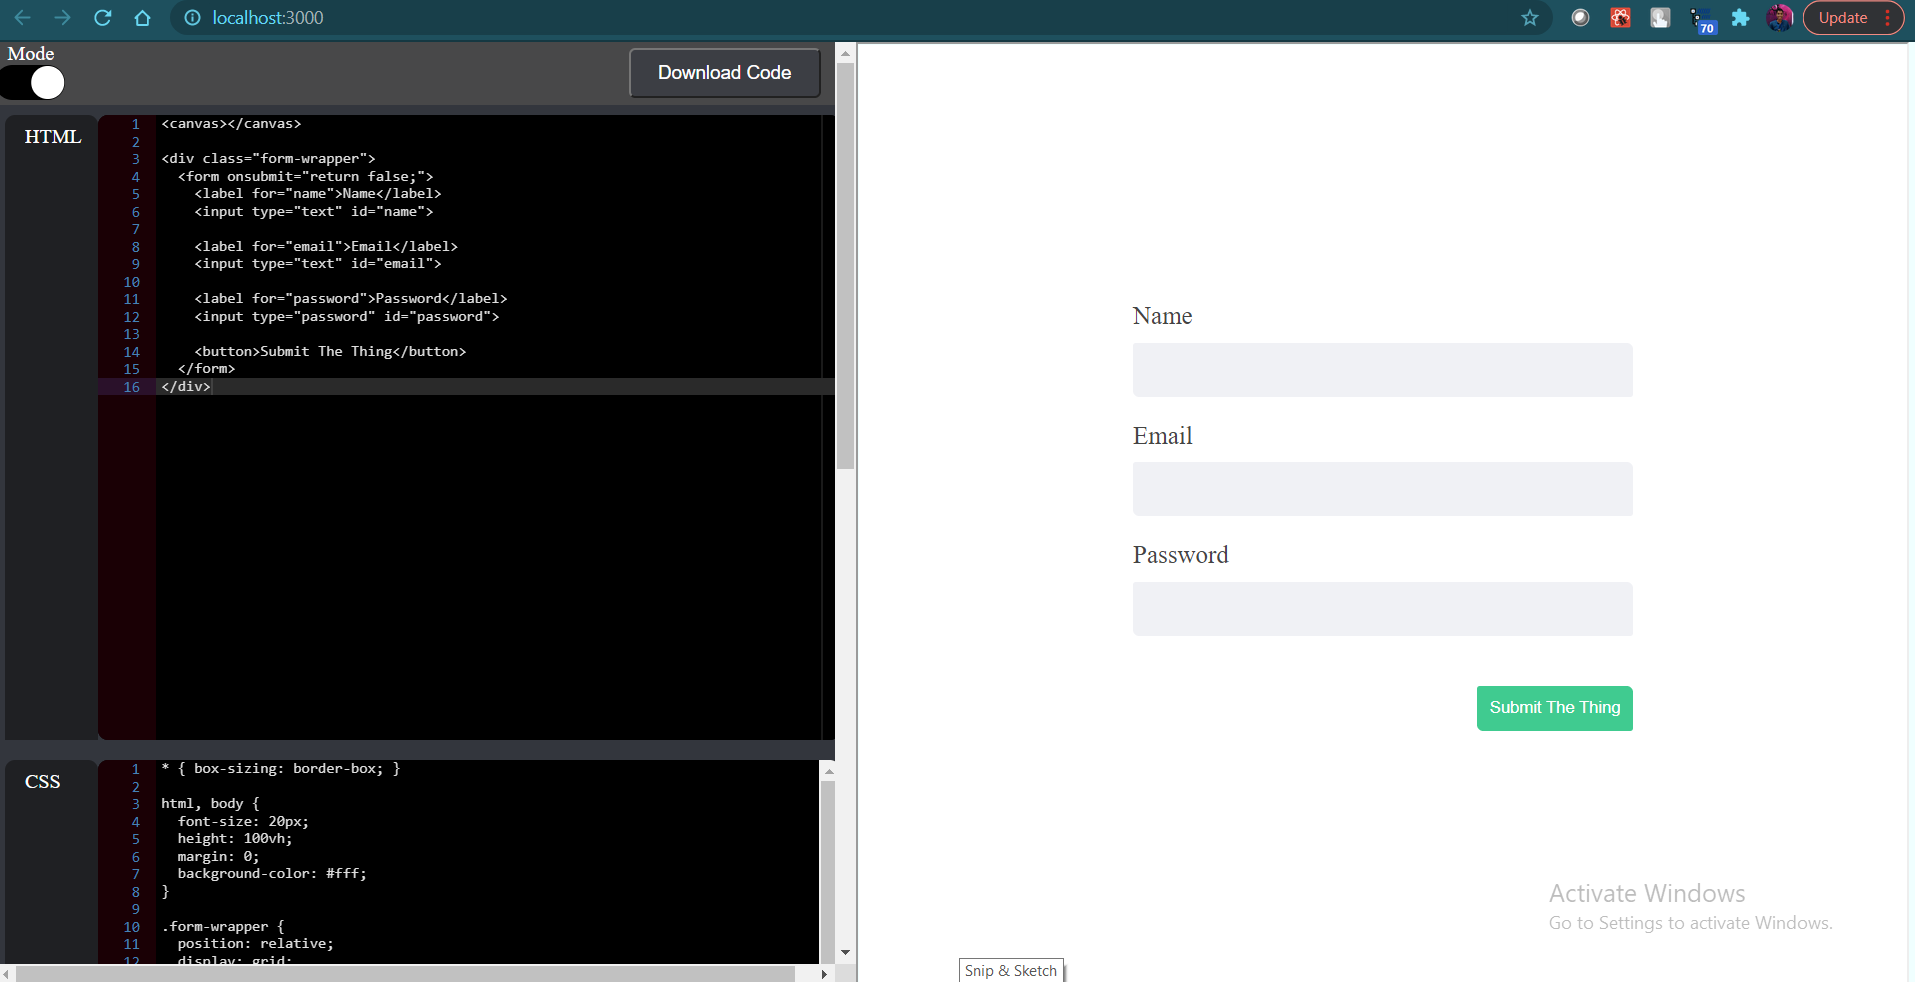 localhost:3000
70
Update
Mode
Download Code
HTML
1 <canvas></canvas>
2
3 <div class="form-wrapper">
4 <form onsubmit="return false;">
5 <label for="name">Name</label>
6 <input type="text" id="name">
7
8 <label for="email">Email</label>
9 <input type="text" id="email">
10
11 <label for="password">Password</label>
12 <input type="password" id="password">
13
14 <button>Submit The Thing</button>
15 </form>
16 </div>
CSS
1 * { box-sizing: border-box; }
2
3 html, body {
4 font-size: 20px;
5 height: 100vh;
6 margin: 0;
7 background-color: #fff;
8 }
9
10 .form-wrapper {
11 position: relative;
12 display: grid;
Name
Email
Password
Submit The Thing
Activate Windows
Go to Settings to activate Windows.
Snip & Sketch